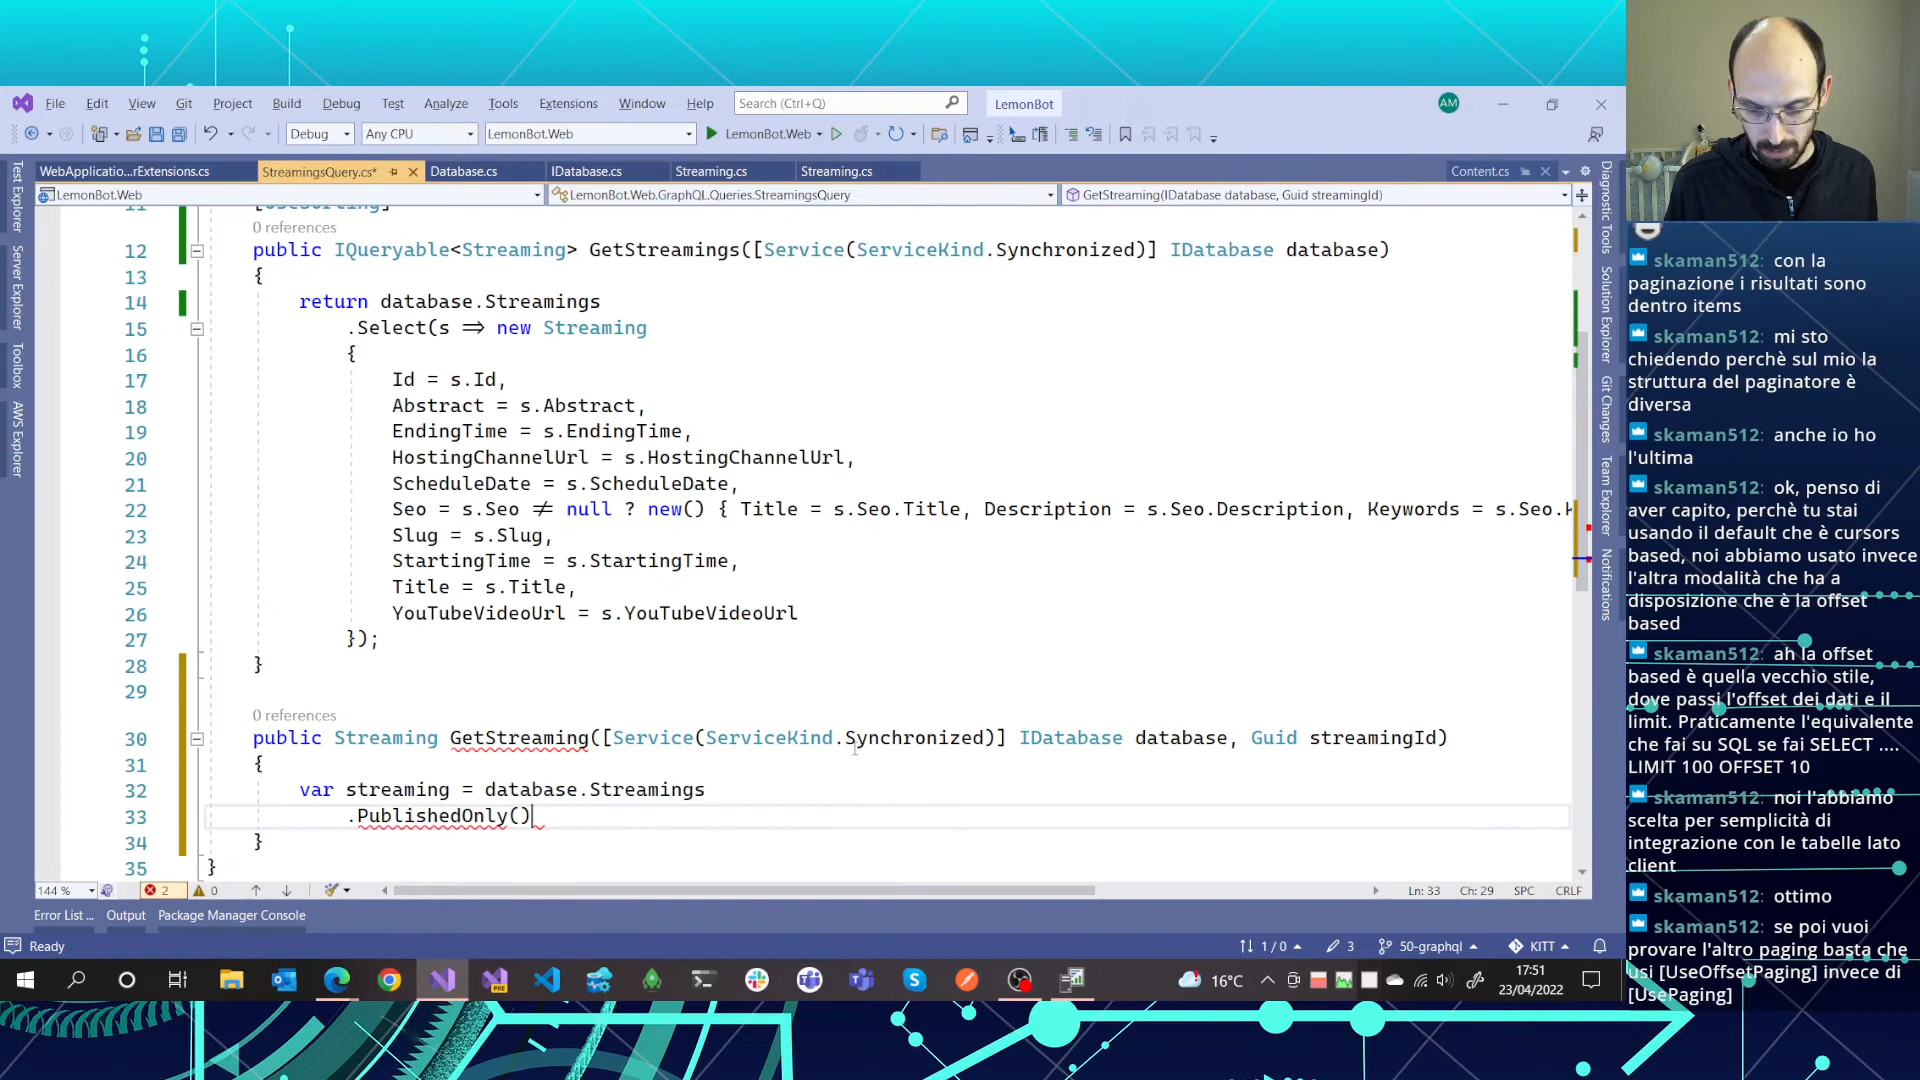 File Edit View Git Project Build Debug Test Analyze Tools Extensions Window Help Search (Ctrl+Q) LemonBot AM
Debug Any CPU LemonBot.Web LemonBot.Web
WebApplicatio...rExtensions.cs StreamingsQuery.cs* Database.cs IDatabase.cs Streaming.cs Streaming.cs Content.cs
LemonBot.Web LemonBot.Web.GraphQL.Queries.StreamingsQuery GetStreaming(IDatabase database, Guid streamingId)
Test Explorer
Server Explorer
Toolbox
AWS Explorer
11 [UseSorting]
0 references
12 public IQueryable<Streaming> GetStreamings([Service(ServiceKind.Synchronized)] IDatabase database)
13 {
14 return database.Streamings
15 .Select(s => new Streaming
16 {
17 Id = s.Id,
18 Abstract = s.Abstract,
19 EndingTime = s.EndingTime,
20 HostingChannelUrl = s.HostingChannelUrl,
21 ScheduleDate = s.ScheduleDate,
22 Seo = s.Seo != null ? new() { Title = s.Seo.Title, Description = s.Seo.Description, Keywords = s.Seo.K
23 Slug = s.Slug,
24 StartingTime = s.StartingTime,
25 Title = s.Title,
26 YouTubeVideoUrl = s.YouTubeVideoUrl
27 });
28 }
29
0 references
30 public Streaming GetStreaming([Service(ServiceKind.Synchronized)] IDatabase database, Guid streamingId)
31 {
32 var streaming = database.Streamings
33 .PublishedOnly()
34 }
35 }
144 % 2 0 Ln: 33 Ch: 29 SPC CRLF
Error List ... Output Package Manager Console
Ready 1 / 0 3 50-graphql KITT
16°C 17:51
23/04/2022
Diagnostic Tools
Solution Explorer
Git Changes
Team Explorer
Notifications
skaman512: con la
paginazione i risultati sono
dentro items
skaman512: mi sto
chiedendo perchè sul mio la
struttura del paginatore è
diversa
skaman512: anche io ho
l'ultima
skaman512: ok, penso di
aver capito, perchè tu stai
usando il default che è cursors
based, noi abbiamo usato invece
l'altra modalità che ha a
disposizione che è la offset
based
skaman512: ah la offset
based è quella vecchio stile,
dove passi l'offset dei dati e il
limit. Praticamente l'equivalente
che fai su SQL se fai SELECT ....
LIMIT 100 OFFSET 10
skaman512: noi l'abbiamo
scelta per semplicità di
integrazione con le tabelle lato
client
skaman512: ottimo
skaman512: se poi vuoi
provare l'altro paging basta che
usi [UseOffsetPaging] invece di
[UsePaging]